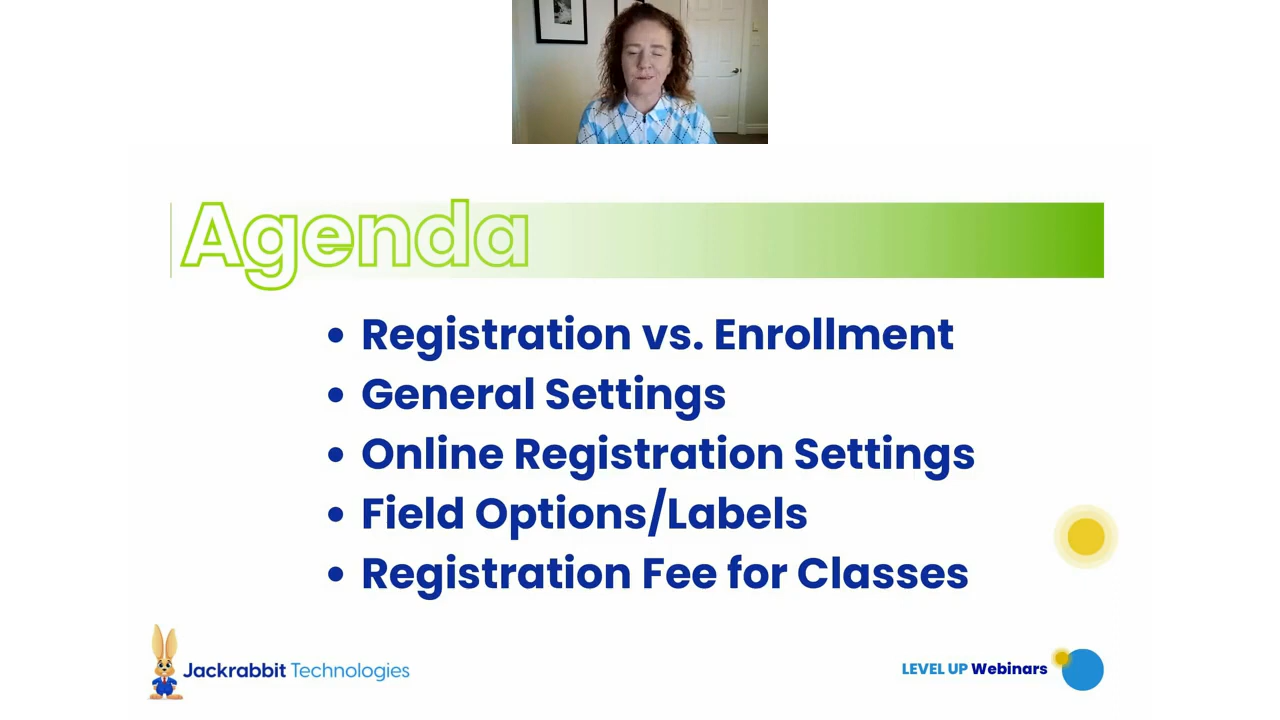 Agenda
• Registration vs. Enrollment
• General Settings
• Online Registration Settings
• Field Options/Labels
• Registration Fee for Classes
Jackrabbit Technologies
LEVEL UP Webinars